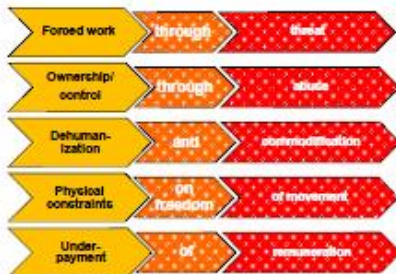 Forced work through threat
Ownership/
control through abuse
Dehuman-
ization and commodification
Physical
constraints on
freedom of movement
Under-
payment of remuneration